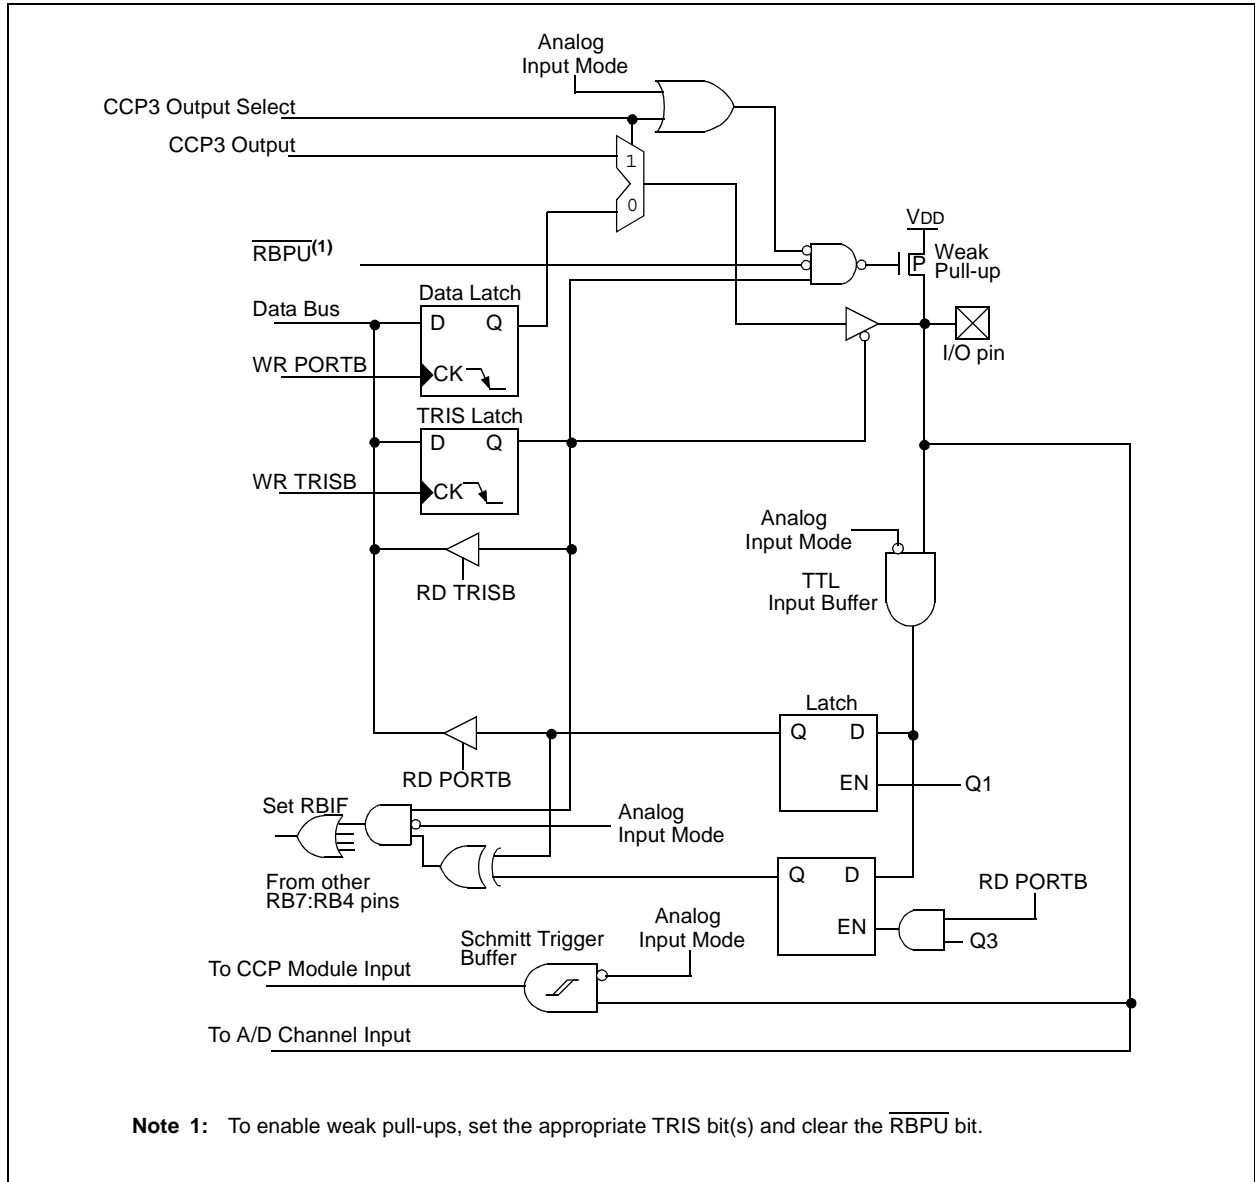 Analog
Input Mode
CCP3 Output Select
CCP3 Output
1
0
RBPU(1)
VDD
P
Weak
Pull-up
Data Bus
Data Latch
D Q
I/O pin
WR PORTB
CK
TRIS Latch
D Q
WR TRISB
CK
Analog
Input Mode
TTL
Input Buffer
RD TRISB
Latch
Q D
EN
Q1
RD PORTB
Set RBIF
Analog
Input Mode
From other
RB7:RB4 pins
Q D
EN
RD PORTB
Q3
Analog
Input Mode
Schmitt Trigger
Buffer
To CCP Module Input
To A/D Channel Input
Note 1: To enable weak pull-ups, set the appropriate TRIS bit(s) and clear the RBPU bit.